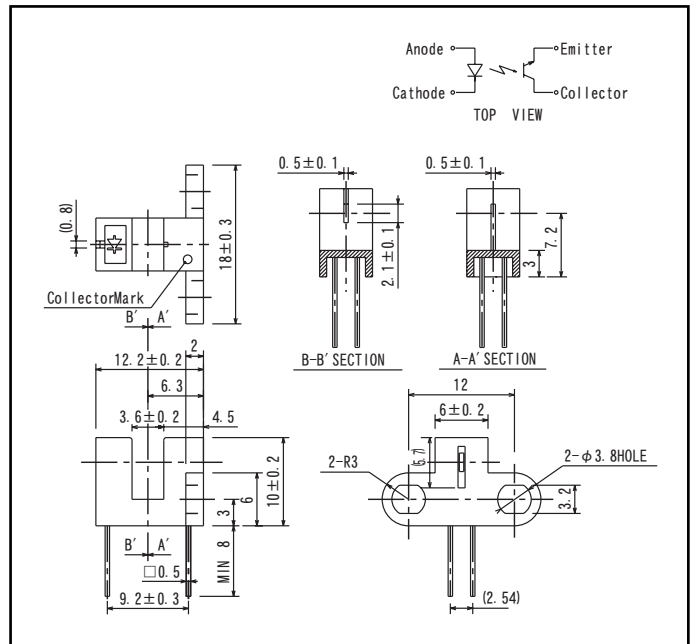 Anode
Emitter
Cathode
Collector
TOP VIEW
0.5±0.1
0.5±0.1
(0.8)
18±0.3
2.1±0.1
3
7.2
CollectorMark
B' A'
2
12.2±0.2
6.3
3.6±0.2
4.5
B-B' SECTION
A-A' SECTION
12
6±0.2
(5.7)
2-R3
2-φ3.8HOLE
3.2
10±0.2
6
3
B' A'
MIN 8
□0.5
9.2±0.3
(2.54)